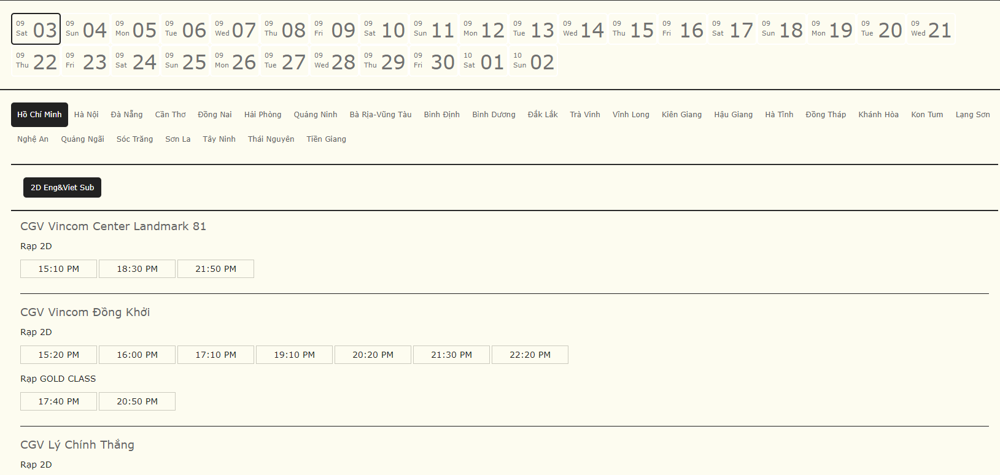 09 Sat 03 09 Sun 04 09 Mon 05 09 Tue 06 09 Wed 07 09 Thu 08 09 Fri 09 09 Sat 10 09 Sun 11 09 Mon 12 09 Tue 13 09 Wed 14 09 Thu 15 09 Fri 16 09 Sat 17 09 Sun 18 09 Mon 19 09 Tue 20 09 Wed 21
09 Thu 22 09 Fri 23 09 Sat 24 09 Sun 25 09 Mon 26 09 Tue 27 09 Wed 28 09 Thu 29 09 Fri 30 10 Sat 01 10 Sun 02
Hồ Chí Minh Hà Nội Đà Nẵng Cần Thơ Đồng Nai Hải Phòng Quảng Ninh Bà Rịa-Vũng Tàu Bình Định Bình Dương Đắk Lắk Trà Vinh Vĩnh Long Kiên Giang Hậu Giang Hà Tĩnh Đồng Tháp Khánh Hòa Kon Tum Lạng Sơn
Nghệ An Quảng Ngãi Sóc Trăng Sơn La Tây Ninh Thái Nguyên Tiền Giang
2D Eng&Viet Sub
CGV Vincom Center Landmark 81
Rạp 2D
15:10 PM 18:30 PM 21:50 PM
CGV Vincom Đồng Khởi
Rạp 2D
15:20 PM 16:00 PM 17:10 PM 19:10 PM 20:20 PM 21:30 PM 22:20 PM
Rạp GOLD CLASS
17:40 PM 20:50 PM
CGV Lý Chính Thắng
Rạp 2D